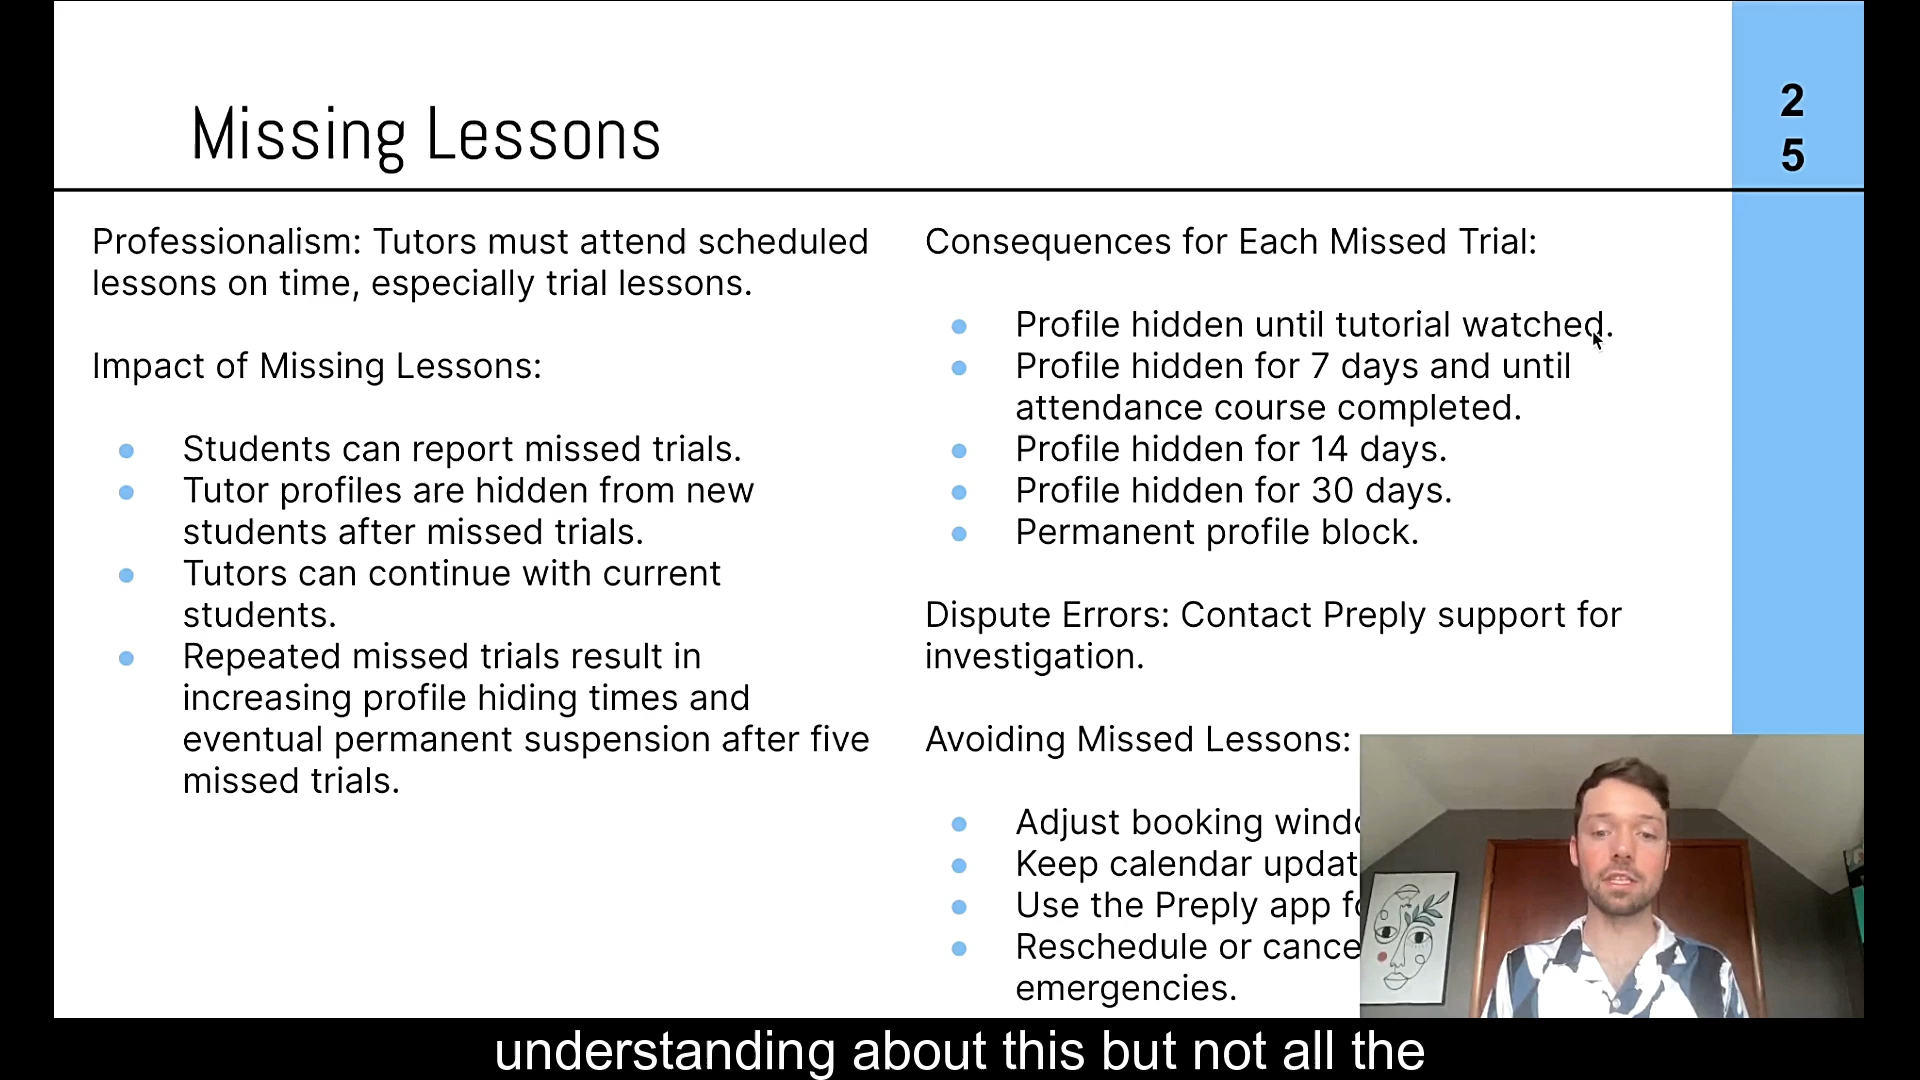 Missing Lessons
2
5
Professionalism: Tutors must attend scheduled
lessons on time, especially trial lessons.
Impact of Missing Lessons:
Students can report missed trials.
Tutor profiles are hidden from new
students after missed trials.
Tutors can continue with current
students.
Repeated missed trials result in
increasing profile hiding times and
eventual permanent suspension after five
missed trials.
Consequences for Each Missed Trial:
Profile hidden until tutorial watched.
Profile hidden for 7 days and until
attendance course completed.
Profile hidden for 14 days.
Profile hidden for 30 days.
Permanent profile block.
Dispute Errors: Contact Preply support for
investigation.
Avoiding Missed Lessons:
Adjust booking
Keep calendar
Use the Preply app
Reschedule or
emergencies.
understanding about this but not all the